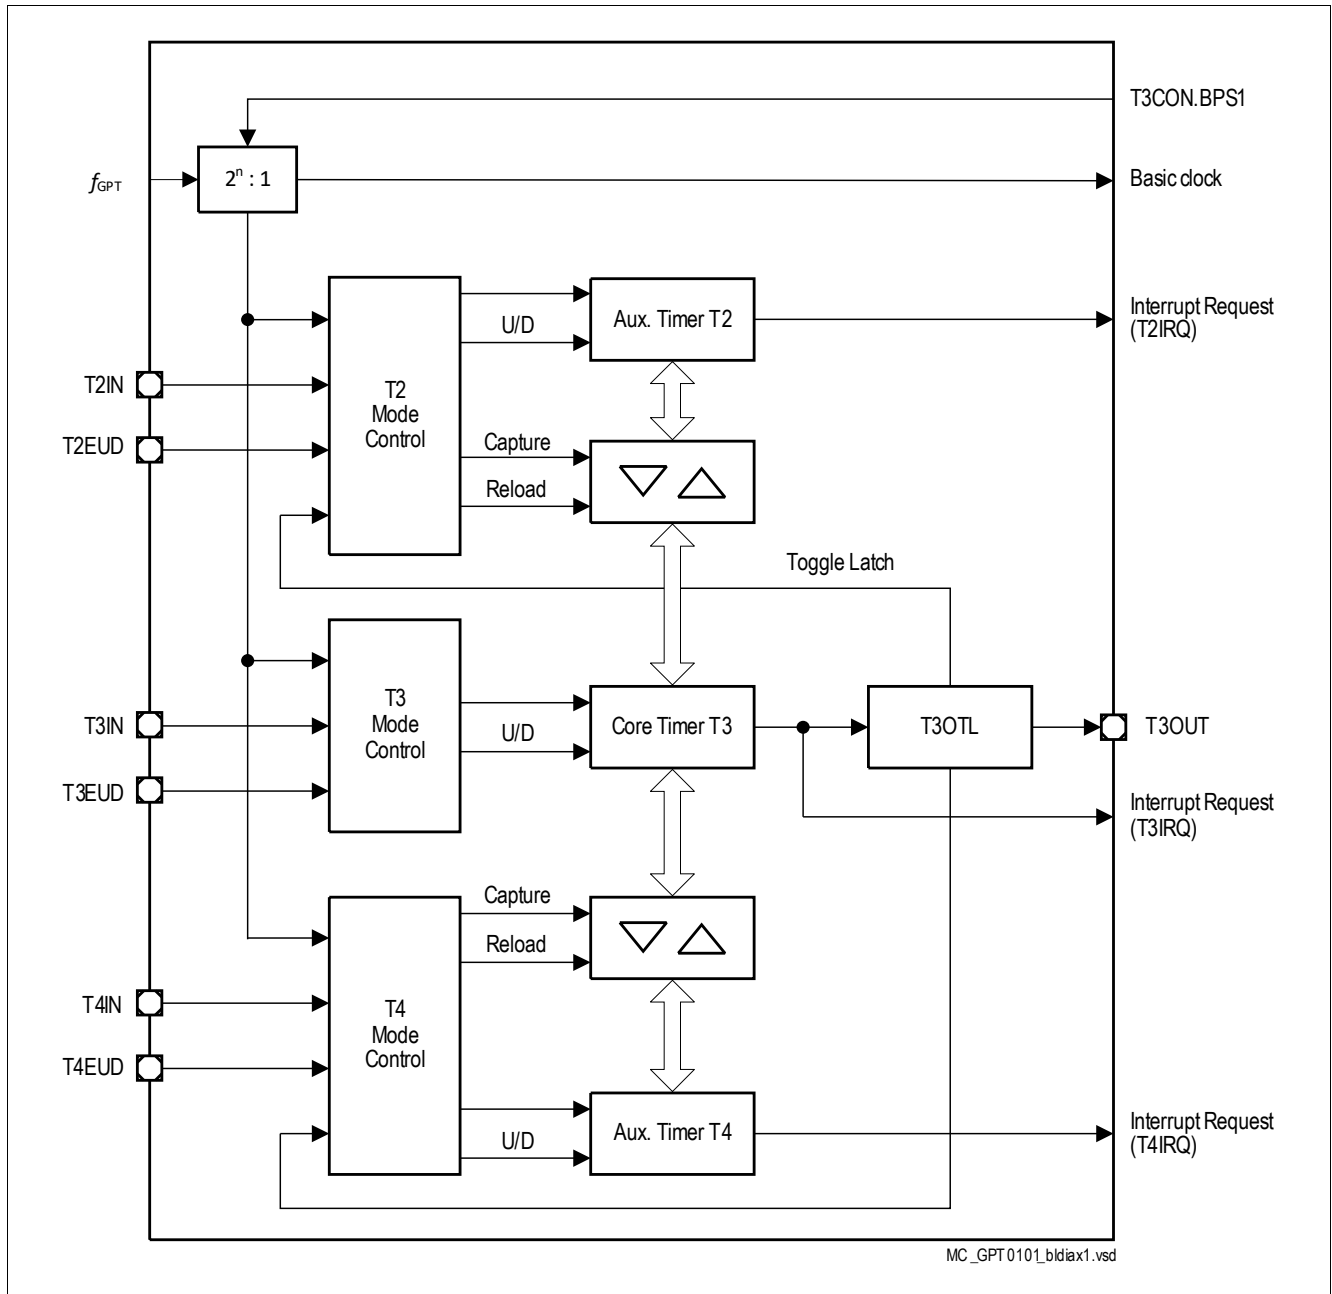 T3CON.BPS1
fGPT
2n : 1
Basic clock
T2
Mode
Control
U/D
Aux. Timer T2
Interrupt Request
(T2IRQ)
T2IN
T2EUD
Capture
Reload
Toggle Latch
T3
Mode
Control
U/D
Core Timer T3
T3OTL
T3OUT
T3IN
T3EUD
Interrupt Request
(T3IRQ)
Capture
Reload
T4
Mode
Control
T4IN
T4EUD
U/D
Aux. Timer T4
Interrupt Request
(T4IRQ)
MC_GPT0101_bldiax1.vsd